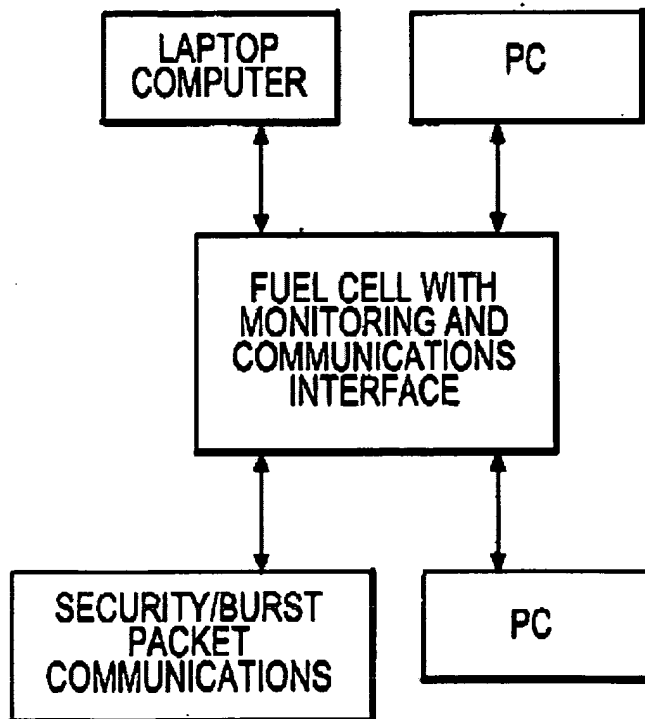 LAPTOP
COMPUTER
PC
FUEL CELL WITH
MONITORING AND
COMMUNICATIONS
INTERFACE
SECURITY/BURST
PACKET
COMMUNICATIONS
PC